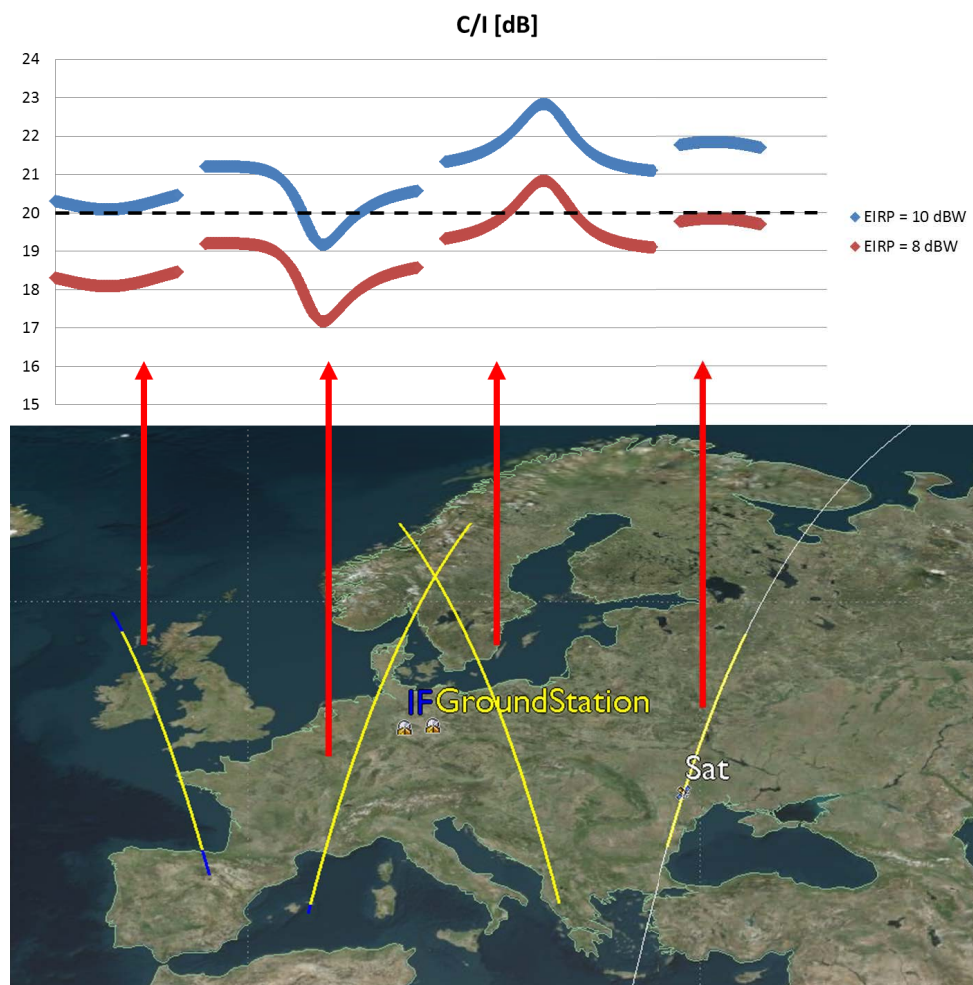 C/I [dB]
24
23
22
21
20
19
18
17
16
15
EIRP = 10 dBW
EIRP = 8 dBW
IFGroundStation
Sat